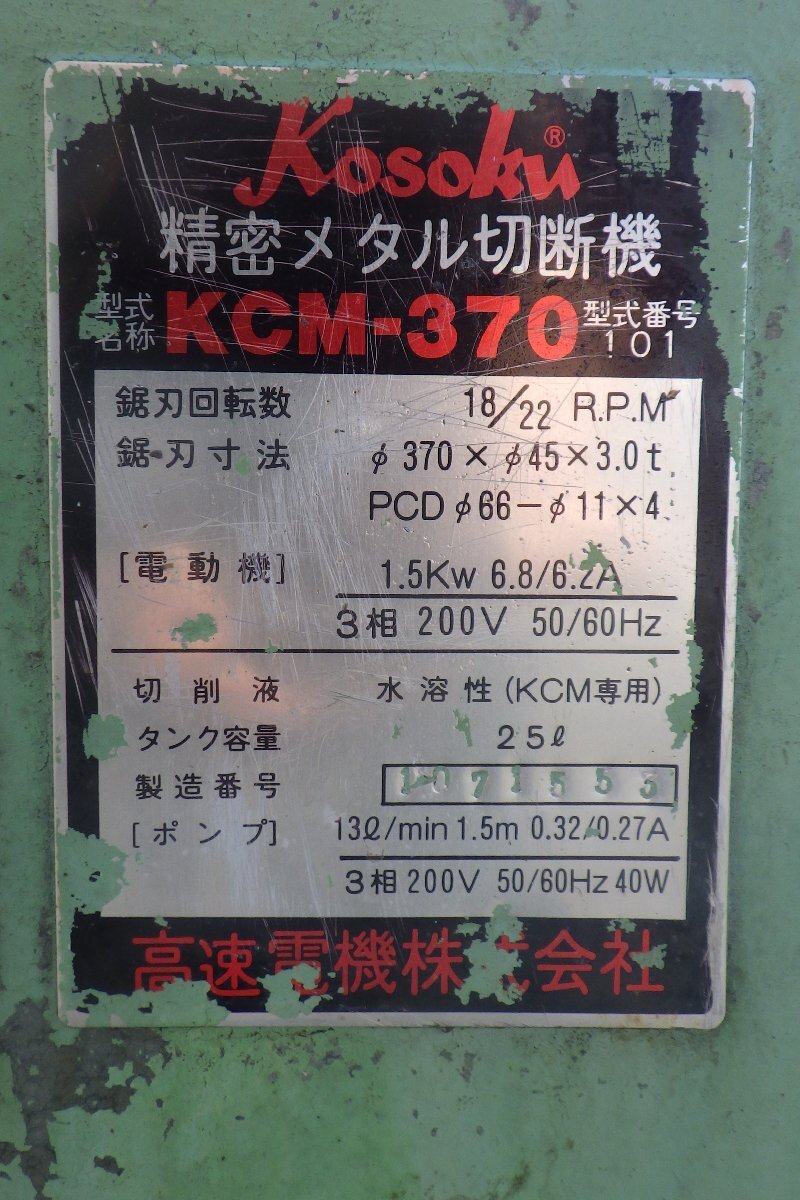 Kosoku®
精密メタル切断機
型式名称 KCM-370 型式番号 101
鋸刃回転数 18/22 R.P.M
鋸刃寸法 φ370×φ45×3.0t
PCDφ66-φ11×4
[電動機] 1.5Kw 6.8/6.2A
3相 200V 50/60Hz
切削液 水溶性(KCM専用)
タンク容量 25ℓ
製造番号
[ポンプ] 13ℓ/min 1.5m 0.32/0.27A
3相 200V 50/60Hz 40W
高速電機株式会社